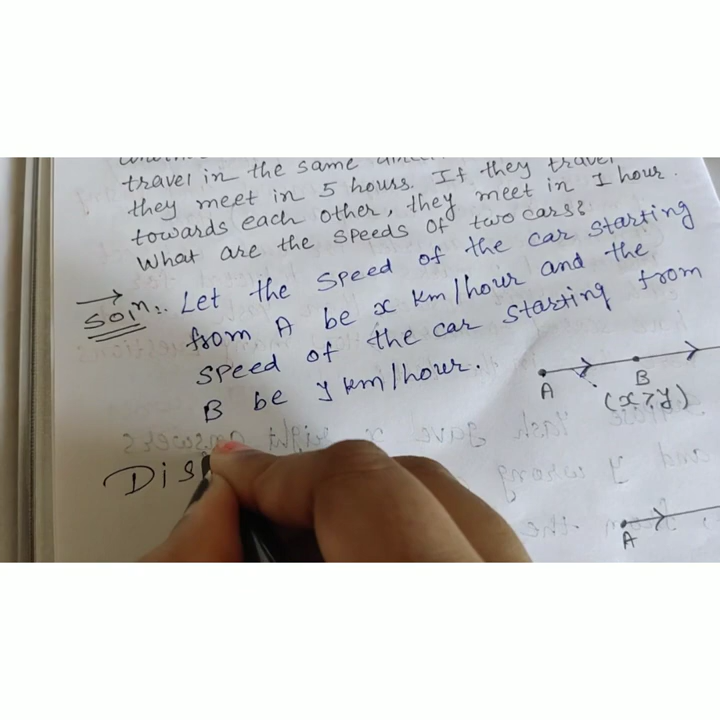 travel in the same
they meet in 5 hours. If they travel
towards each other, they meet in 1 hour.
What are the speeds of two cars?
Soln:. Let the speed of the car starting
from A be x km/hour and the
speed of the car starting from
B be y km/hour.
A B
(x>y)
Dis
A